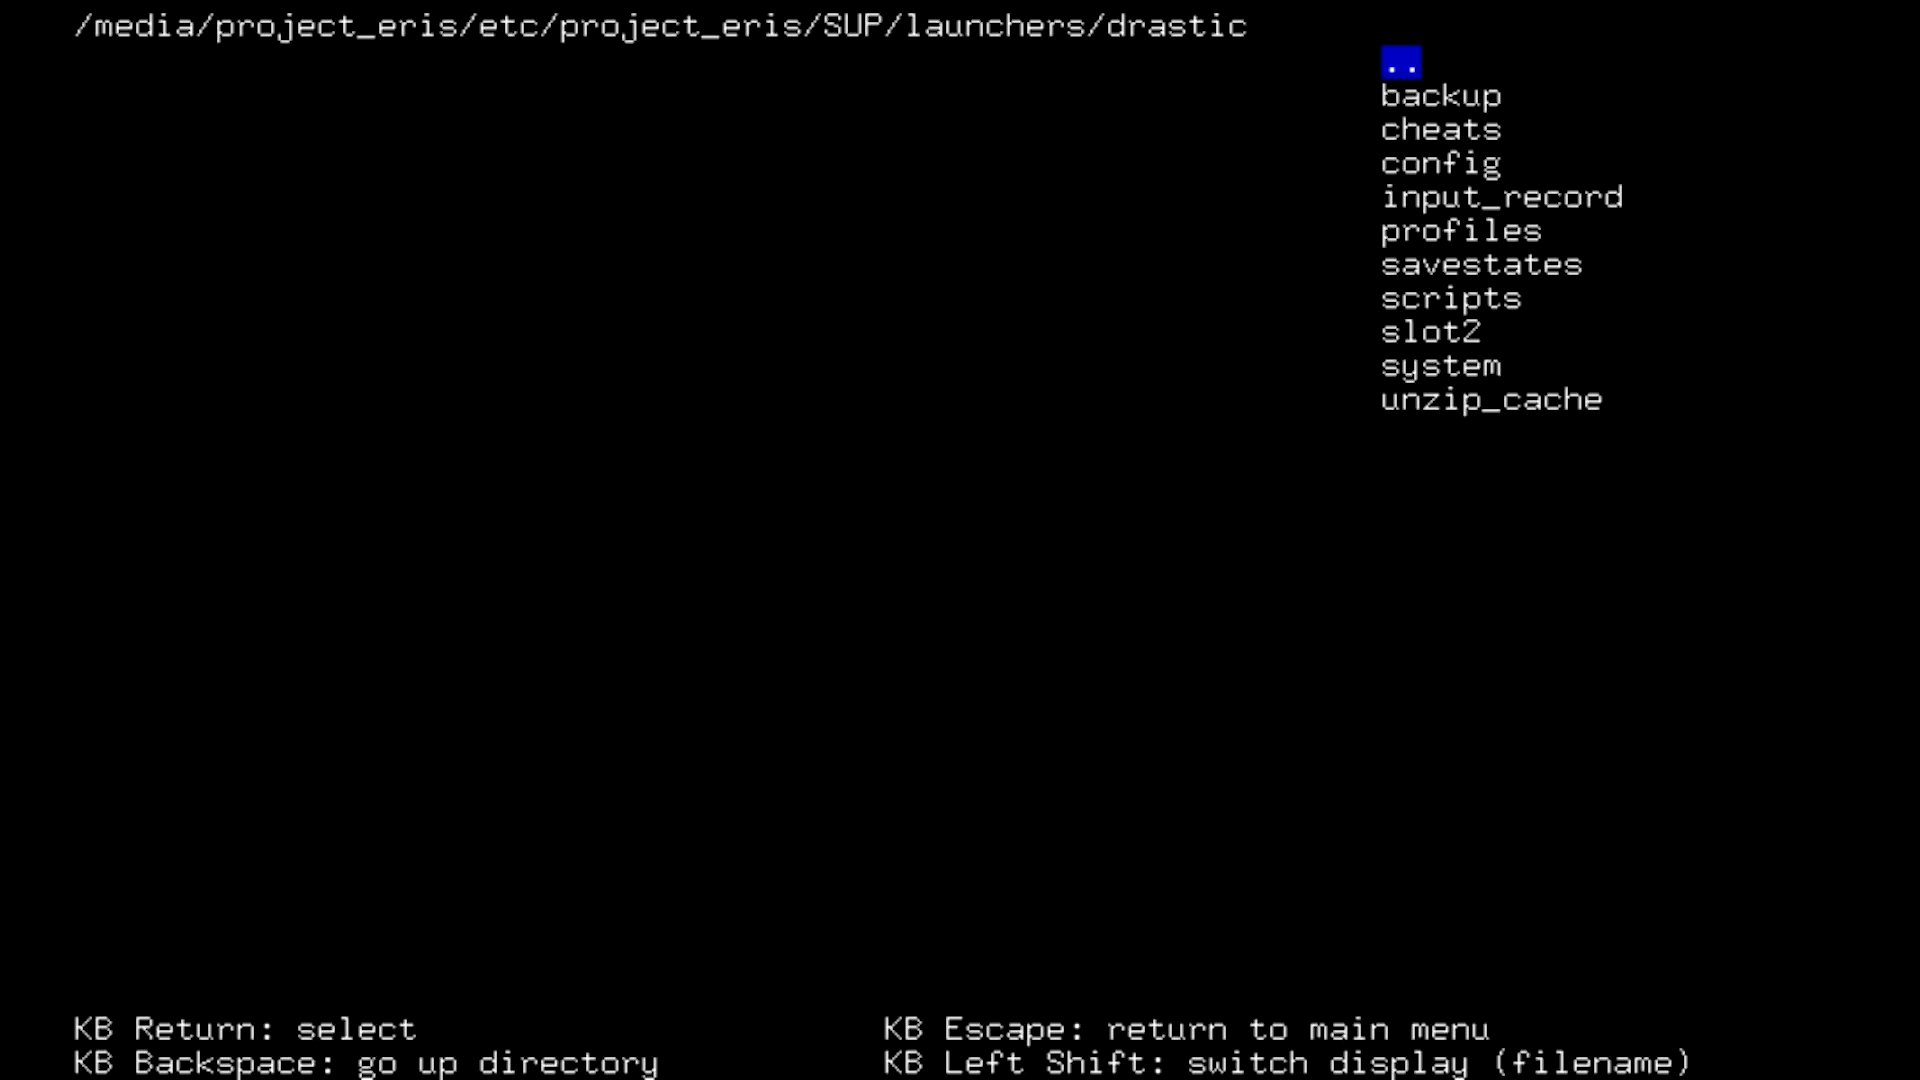 /media/project_eris/etc/project_eris/SUP/launchers/drastic
..
backup
cheats
config
input_record
profiles
savestates
scripts
slot2
system
unzip_cache
KB Return: select
KB Escape: return to main menu
KB Backspace: go up directory
KB Left Shift: switch display (filename)